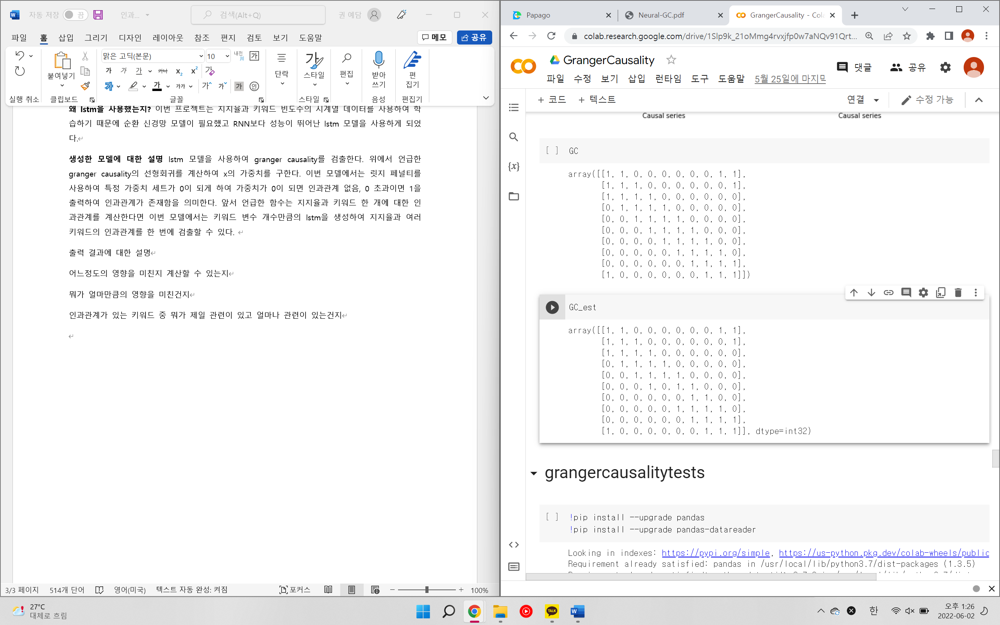 자동 저장 끔 인과... 검색(Alt+Q) 권 예담
파일 홈 삽입 그리기 디자인 레이아웃 참조 편지 검토 보기 도움말 메모 공유
붙여넣기 맑은 고딕(본문) 10 단락 스타일 편집 받아쓰기 편집기
실행 취소 클립보드 글꼴 스타일 음성 편집기
왜 lstm을 사용했는지? 이번 프로젝트는 지지율과 키워드 빈도수의 시계열 데이터를 사용하여 학
습하기 때문에 순환 신경망 모델이 필요했고 RNN보다 성능이 뛰어난 lstm 모델을 사용하게 되었
다.
생성한 모델에 대한 설명 lstm 모델을 사용하여 granger causality를 검출한다. 위에서 언급한
granger causality의 선형회귀를 계산하여 x의 가중치를 구한다. 이번 모델에서는 릿지 페널티를
사용하여 특정 가중치 세트가 0이 되게 하여 가중치가 0이 되면 인과관계 없음, 0 초과이면 1을
출력하여 인과관계가 존재함을 의미한다. 앞서 언급한 함수는 지지율과 키워드 한 개에 대한 인
과관계를 계산한다면 이번 모델에서는 키워드 변수 개수만큼의 lstm을 생성하여 지지율과 여러
키워드의 인과관계를 한 번에 검출할 수 있다.
출력 결과에 대한 설명
어느정도의 영향을 미친지 계산할 수 있는지
뭐가 얼마만큼의 영향을 미친건지
인과관계가 있는 키워드 중 뭐가 제일 관련이 있고 얼마나 관련이 있는건지
3/3 페이지 514개 단어 영어(미국) 텍스트 자동 완성: 켜짐 포커스 100%
Papago Neural-GC.pdf GrangerCausality - Cola
colab.research.google.com/drive/1Slp9k_21oMmg4rvxjfp0w7aNQv91Qrt...
GrangerCausality 댓글 공유
파일 수정 보기 삽입 런타임 도구 도움말 5월 25일에 마지막
+ 코드 + 텍스트 연결 수정 가능
Causal series Causal series
[ ] GC
array([[1, 1, 0, 0, 0, 0, 0, 0, 1, 1],
[1, 1, 1, 0, 0, 0, 0, 0, 0, 1],
[1, 1, 1, 1, 0, 0, 0, 0, 0, 0],
[0, 1, 1, 1, 1, 0, 0, 0, 0, 0],
[0, 0, 1, 1, 1, 1, 0, 0, 0, 0],
[0, 0, 0, 1, 1, 1, 1, 0, 0, 0],
[0, 0, 0, 0, 1, 1, 1, 1, 0, 0],
[0, 0, 0, 0, 0, 1, 1, 1, 1, 0],
[0, 0, 0, 0, 0, 0, 1, 1, 1, 1],
[1, 0, 0, 0, 0, 0, 0, 1, 1, 1]])
GC_est
array([[1, 1, 0, 0, 0, 0, 0, 0, 1, 1],
[1, 1, 1, 0, 0, 0, 0, 0, 0, 1],
[1, 1, 1, 1, 0, 0, 0, 0, 0, 0],
[0, 1, 1, 1, 1, 0, 0, 0, 0, 0],
[0, 0, 1, 1, 1, 1, 0, 0, 0, 0],
[0, 0, 0, 1, 0, 1, 1, 0, 0, 0],
[0, 0, 0, 0, 0, 0, 1, 1, 0, 0],
[0, 0, 0, 0, 0, 1, 1, 1, 1, 0],
[0, 0, 0, 0, 0, 0, 1, 1, 1, 1],
[1, 0, 0, 0, 0, 0, 0, 1, 1, 1]], dtype=int32)
grangercausalitytests
[ ] !pip install --upgrade pandas
!pip install --upgrade pandas-datareader
Looking in indexes: https://pypi.org/simple, https://us-python.pkg.dev/colab-wheels/public
Requirement already satisfied: pandas in /usr/local/lib/python3.7/dist-packages (1.3.5)
27°C
대체로 흐림
TALK
한
오후 1:26
2022-06-02